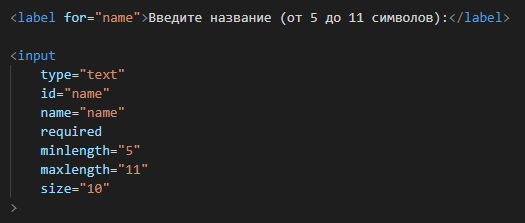 <label for="name">Введите название (от 5 до 11 символов):</label>
<input
type="text"
id="name"
name="name"
required
minlength="5"
maxlength="11"
size="10"
>